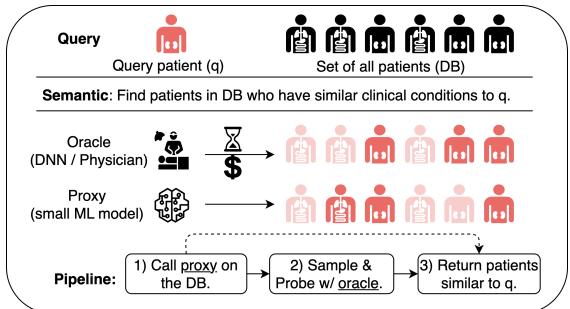 Query
Query patient (q)
Set of all patients (DB)
Semantic: Find patients in DB who have similar clinical conditions to q.
Oracle
(DNN / Physician)
$
Proxy
(small ML model)
Pipeline:
1) Call proxy on
the DB.
2) Sample &
Probe w/ oracle.
3) Return patients
similar to q.